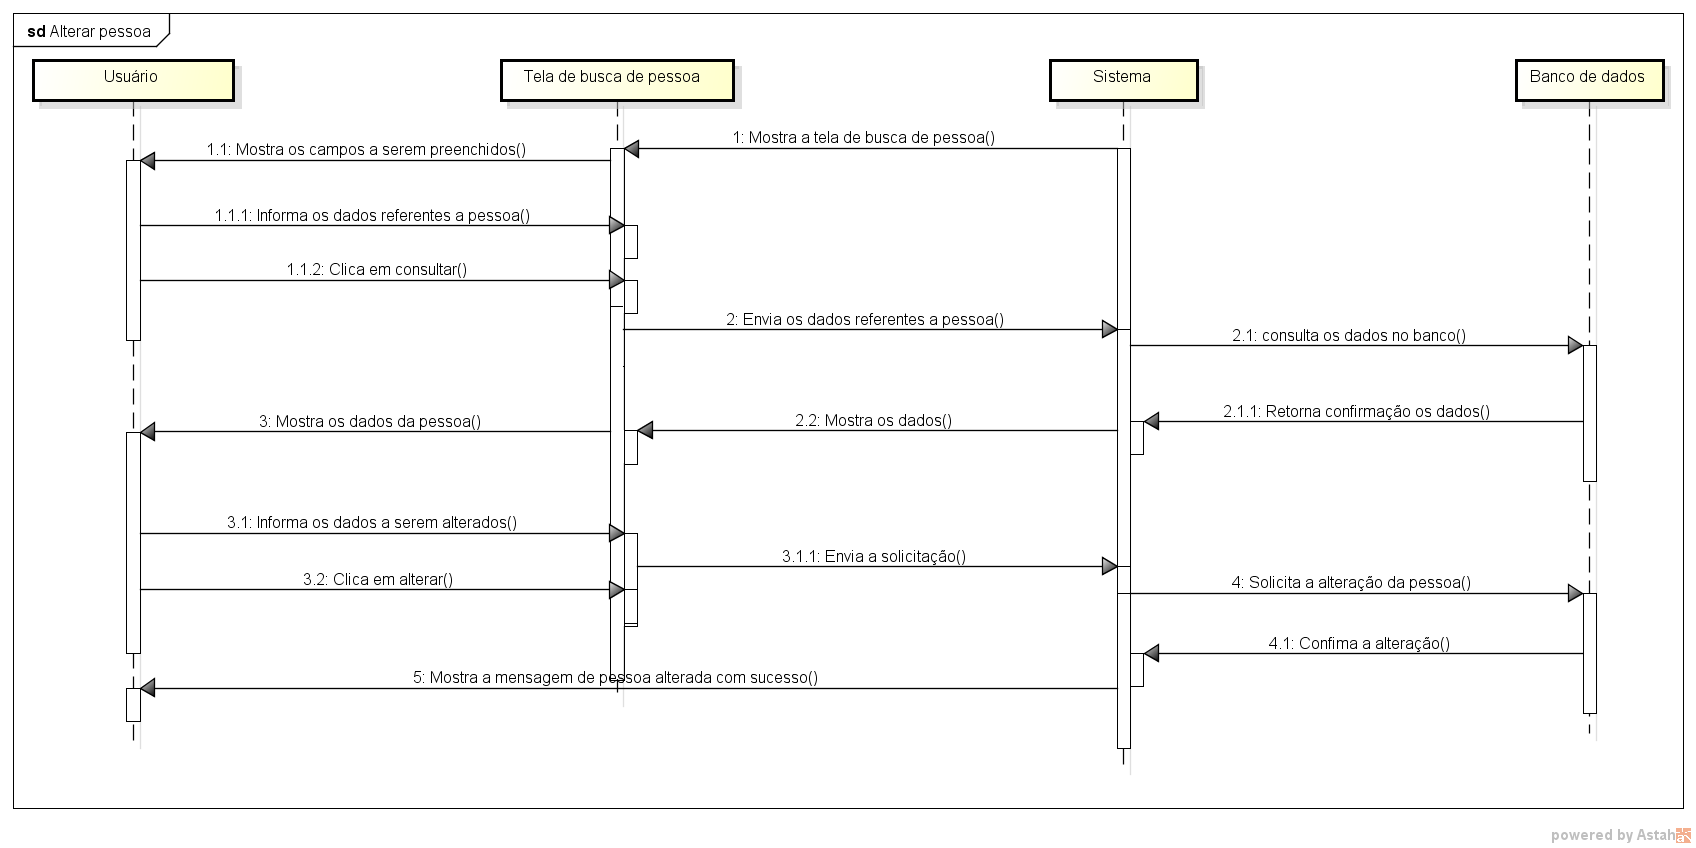 sd Alterar pessoa
Usuário
Tela de busca de pessoa
Sistema
Banco de dados
1: Mostra a tela de busca de pessoa()
1.1: Mostra os campos a serem preenchidos()
1.1.1: Informa os dados referentes a pessoa()
1.1.2: Clica em consultar()
2: Envia os dados referentes a pessoa()
2.1: consulta os dados no banco()
2.1.1: Retorna confirmação os dados()
2.2: Mostra os dados()
3: Mostra os dados da pessoa()
3.1: Informa os dados a serem alterados()
3.1.1: Envia a solicitação()
3.2: Clica em alterar()
4: Solicita a alteração da pessoa()
4.1: Confima a alteração()
5: Mostra a mensagem de pessoa alterada com sucesso()
powered by Astah